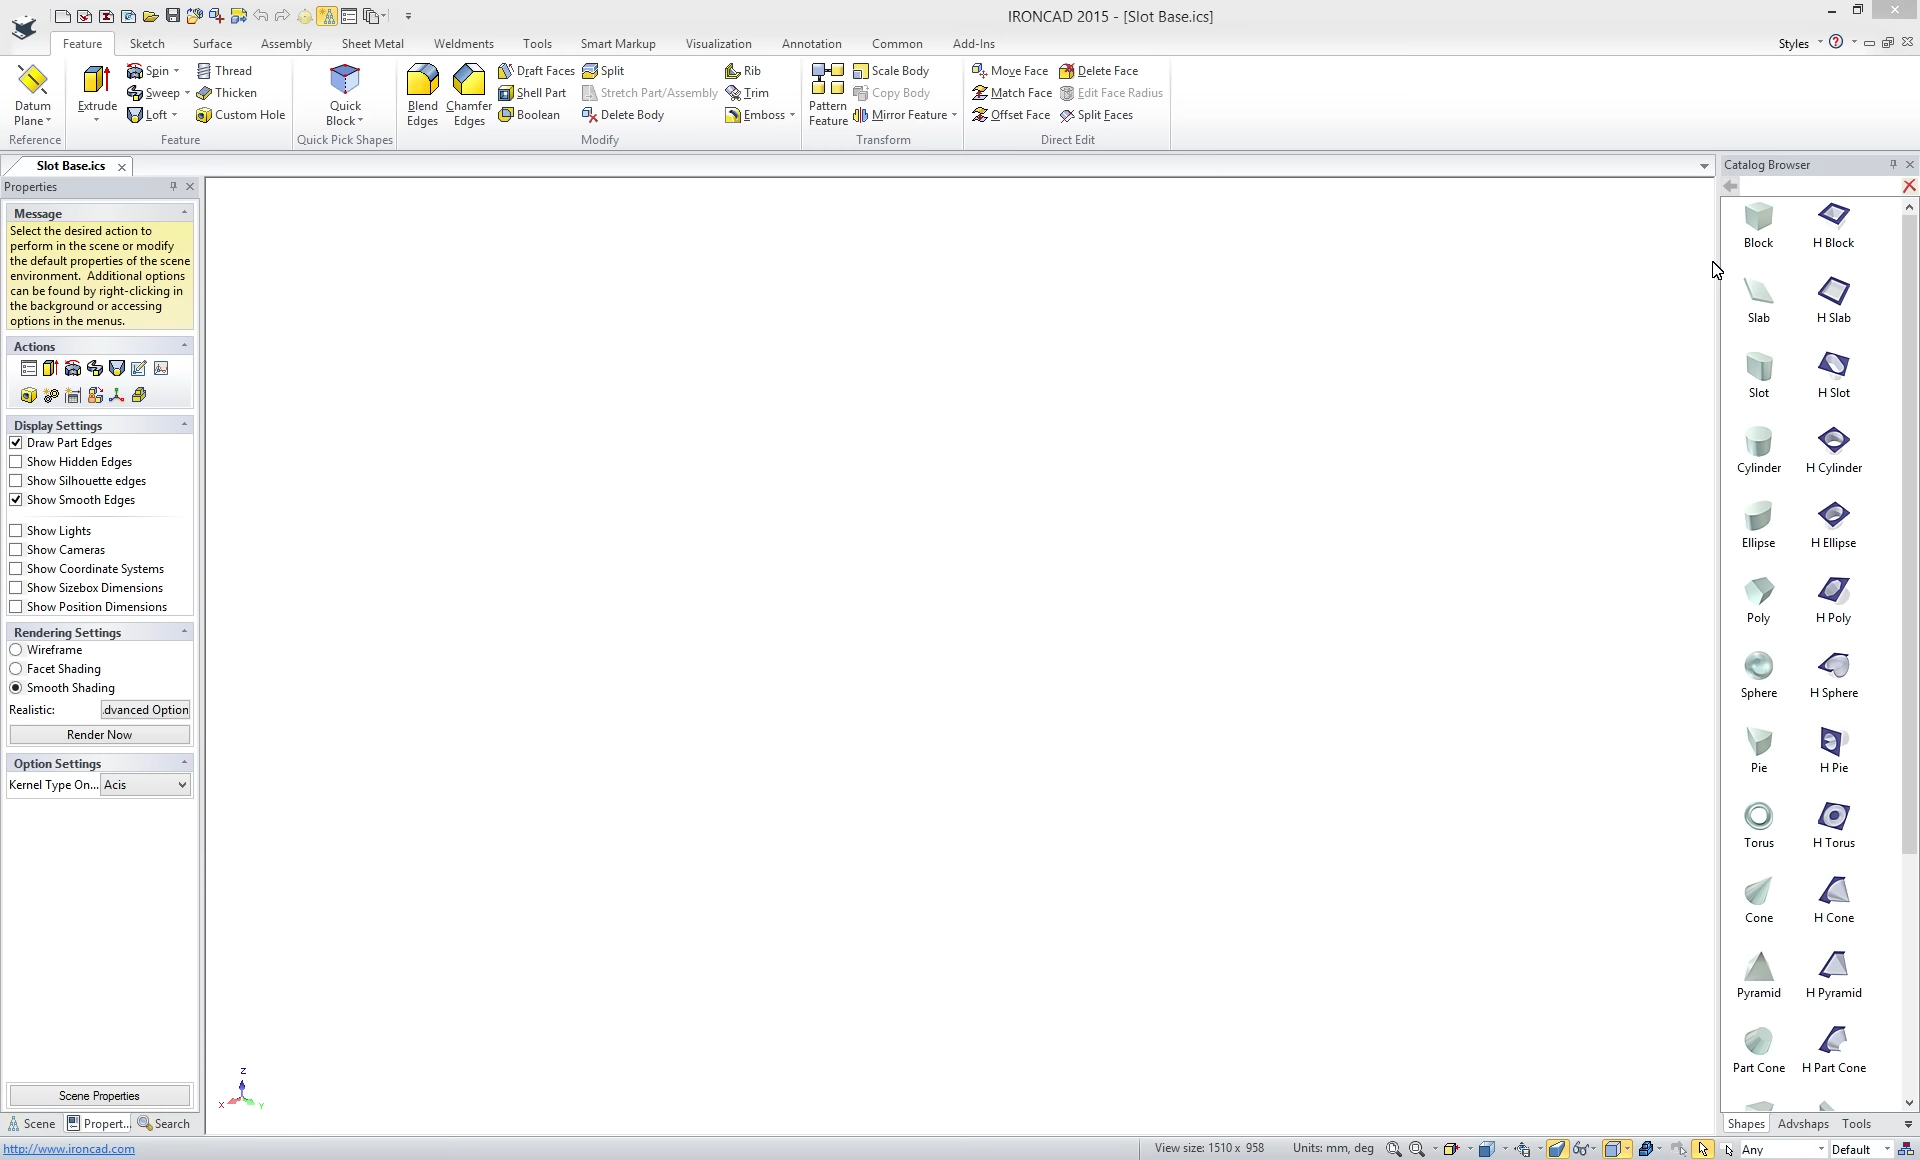 IRONCAD 2015 - [Slot Base.ics]
Feature Sketch Surface Assembly Sheet Metal Weldments Tools Smart Markup Visualization Annotation Common Add-Ins Styles
Datum Plane
Reference
Extrude
Spin
Sweep
Loft
Thread
Thicken
Custom Hole
Feature
Quick Block
Quick Pick Shapes
Blend Edges
Chamfer Edges
Draft Faces
Shell Part
Boolean
Split
Stretch Part/Assembly
Delete Body
Rib
Trim
Emboss
Modify
Pattern Feature
Scale Body
Copy Body
Mirror Feature
Transform
Move Face
Match Face
Offset Face
Delete Face
Edit Face Radius
Split Faces
Direct Edit
Slot Base.ics
Properties
Message
Select the desired action to
perform in the scene or modify
the default properties of the scene
environment. Additional options
can be found by right-clicking in
the background or accessing
options in the menus.
Actions
Display Settings
Draw Part Edges
Show Hidden Edges
Show Silhouette edges
Show Smooth Edges
Show Lights
Show Cameras
Show Coordinate Systems
Show Sizebox Dimensions
Show Position Dimensions
Rendering Settings
Wireframe
Facet Shading
Smooth Shading
Realistic: dvanced Option
Render Now
Option Settings
Kernel Type On... Acis
Scene Properties
Scene Propert... Search
Z
X Y
Catalog Browser
Block H Block
Slab H Slab
Slot H Slot
Cylinder H Cylinder
Ellipse H Ellipse
Poly H Poly
Sphere H Sphere
Pie H Pie
Torus H Torus
Cone H Cone
Pyramid H Pyramid
Part Cone H Part Cone
Shapes Advshapes Tools
http://www.ironcad.com
View size: 1510 x 958 Units: mm, deg Any Default